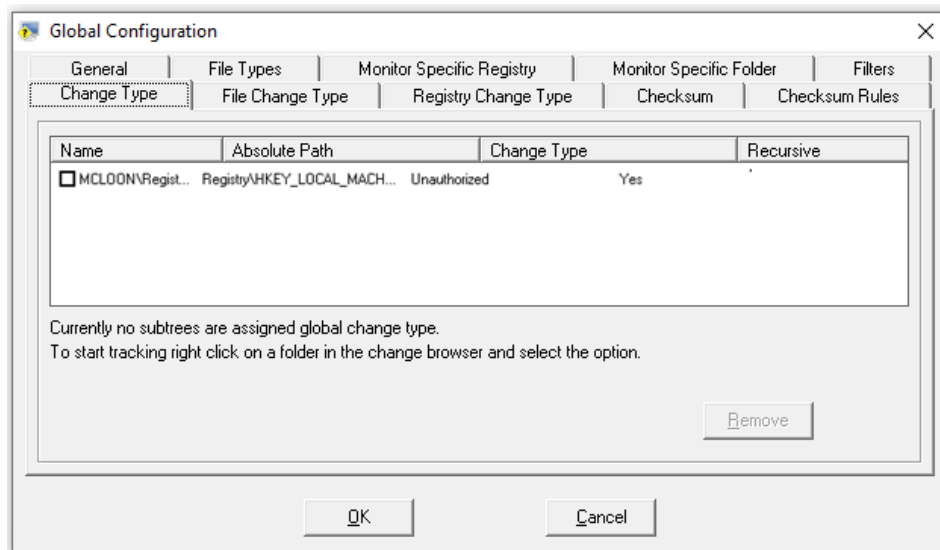 Global Configuration
General File Types Monitor Specific Registry Monitor Specific Folder Filters
Change Type File Change Type Registry Change Type Checksum Checksum Rules
Name Absolute Path Change Type Recursive
MCLOON\Regist... Registry\HKEY_LOCAL_MACH... Unauthorized Yes
Currently no subtrees are assigned global change type.
To start tracking right click on a folder in the change browser and select the option.
Remove
OK Cancel